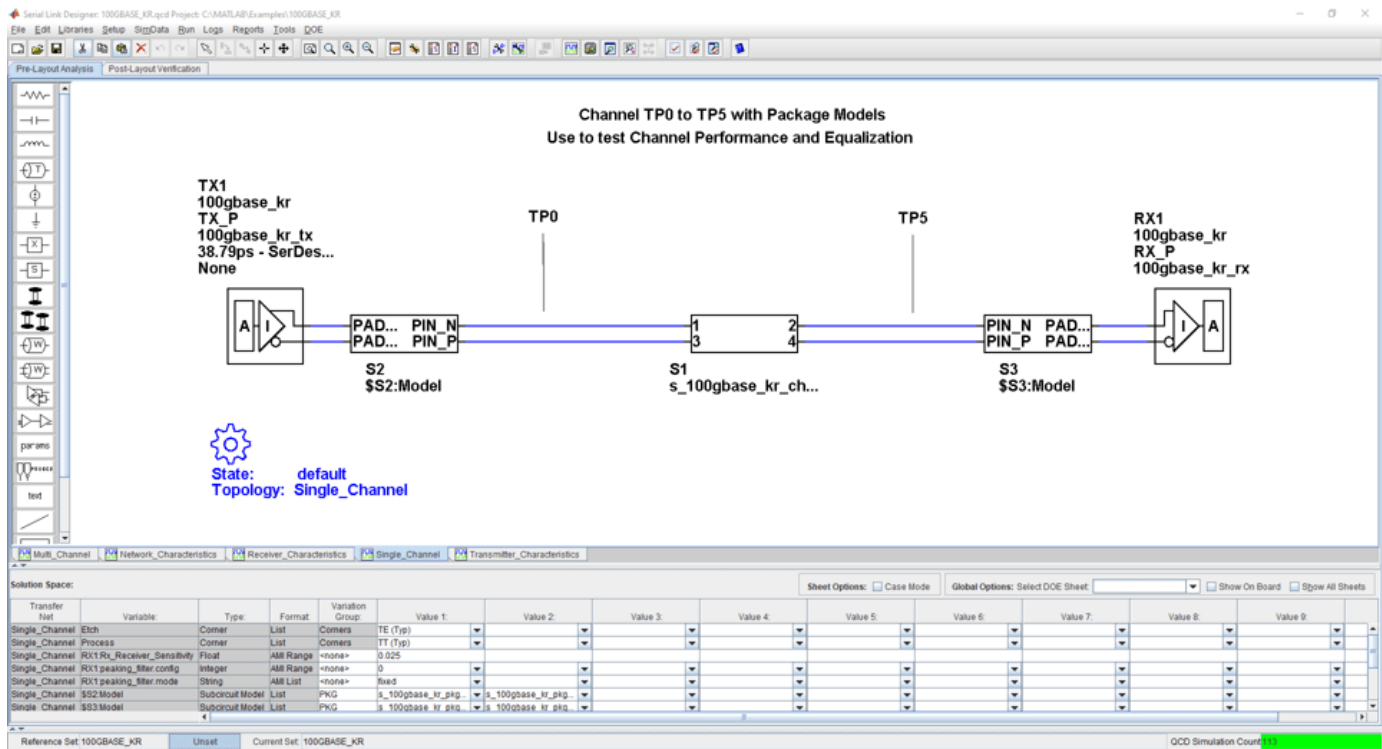 Serial Link Designer: 100GBASE_KR.qcd Project: C:\MATLAB\Examples\100GBASE_KR
File Edit Libraries Setup SimData Run Logs Reports Tools DOE
Pre-Layout Analysis Post-Layout Verification
Channel TP0 to TP5 with Package Models
Use to test Channel Performance and Equalization
TX1
100gbase_kr
TX_P
100gbase_kr_tx
38.79ps - SerDes...
None
TP0
TP5
RX1
100gbase_kr
RX_P
100gbase_kr_rx
A I
PAD... PIN_N
PAD... PIN_P
S2
$S2:Model
1 2
3 4
S1
s_100gbase_kr_ch...
PIN_N PAD...
PIN_P PAD...
S3
$S3:Model
I A
T
X
S
W
W
params
text
State: default
Topology: Single_Channel
Multi_Channel Network_Characteristics Receiver_Characteristics Single_Channel Transmitter_Characteristics
Solution Space:
Sheet Options: Case Mode Global Options: Select DOE Sheet: Show On Board Show All Sheets
Transfer Net Variable: Type: Format: Variation Group: Value 1: Value 2: Value 3: Value 4: Value 5: Value 6: Value 7: Value 8: Value 9:
Single_Channel Etch Corner List Corners TE (Typ)
Single_Channel Process Corner List Corners TT (Typ)
Single_Channel RX1:Rx_Receiver_Sensitivity Float AMI Range <none> 0.025
Single_Channel RX1:peaking_filter.config Integer AMI Range <none> 0
Single_Channel RX1:peaking_filter.mode String AMI List <none> fixed
Single_Channel $S2:Model Subcircuit Model List PKG s_100gbase_kr_pkg... s_100gbase_kr_pkg...
Single_Channel $S3:Model Subcircuit Model List PKG s_100gbase_kr_pkg... s_100gbase_kr_pkg...
Reference Set: 100GBASE_KR Unset Current Set: 100GBASE_KR QCD Simulation Count: 113